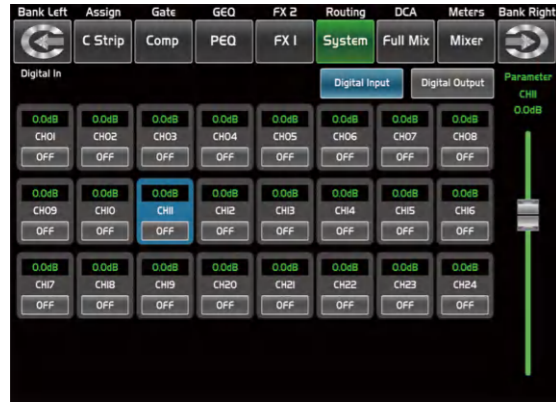 Bank Left Assign Gate GEQ FX 2 Routing DCA Meters Bank Right
C Strip Comp PEQ FX 1 System Full Mix Mixer
Digital In Digital Input Digital Output Parameter
CH11
0.0dB
0.0dB 0.0dB 0.0dB 0.0dB 0.0dB 0.0dB 0.0dB 0.0dB
CH01 CH02 CH03 CH04 CH05 CH06 CH07 CH08
OFF OFF OFF OFF OFF OFF OFF OFF
0.0dB 0.0dB 0.0dB 0.0dB 0.0dB 0.0dB 0.0dB 0.0dB
CH09 CH10 CH11 CH12 CH13 CH14 CH15 CH16
OFF OFF OFF OFF OFF OFF OFF OFF
0.0dB 0.0dB 0.0dB 0.0dB 0.0dB 0.0dB 0.0dB 0.0dB
CH17 CH18 CH19 CH20 CH21 CH22 CH23 CH24
OFF OFF OFF OFF OFF OFF OFF OFF